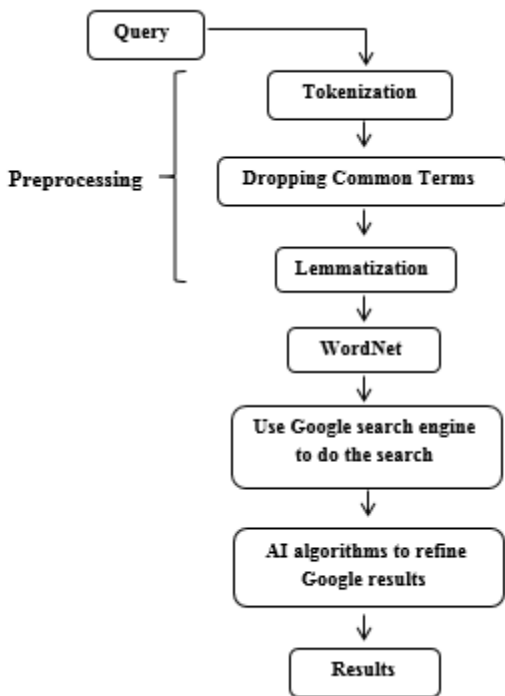 Query
Tokenization
Preprocessing
Dropping Common Terms
Lemmatization
WordNet
Use Google search engine
to do the search
AI algorithms to refine
Google results
Results